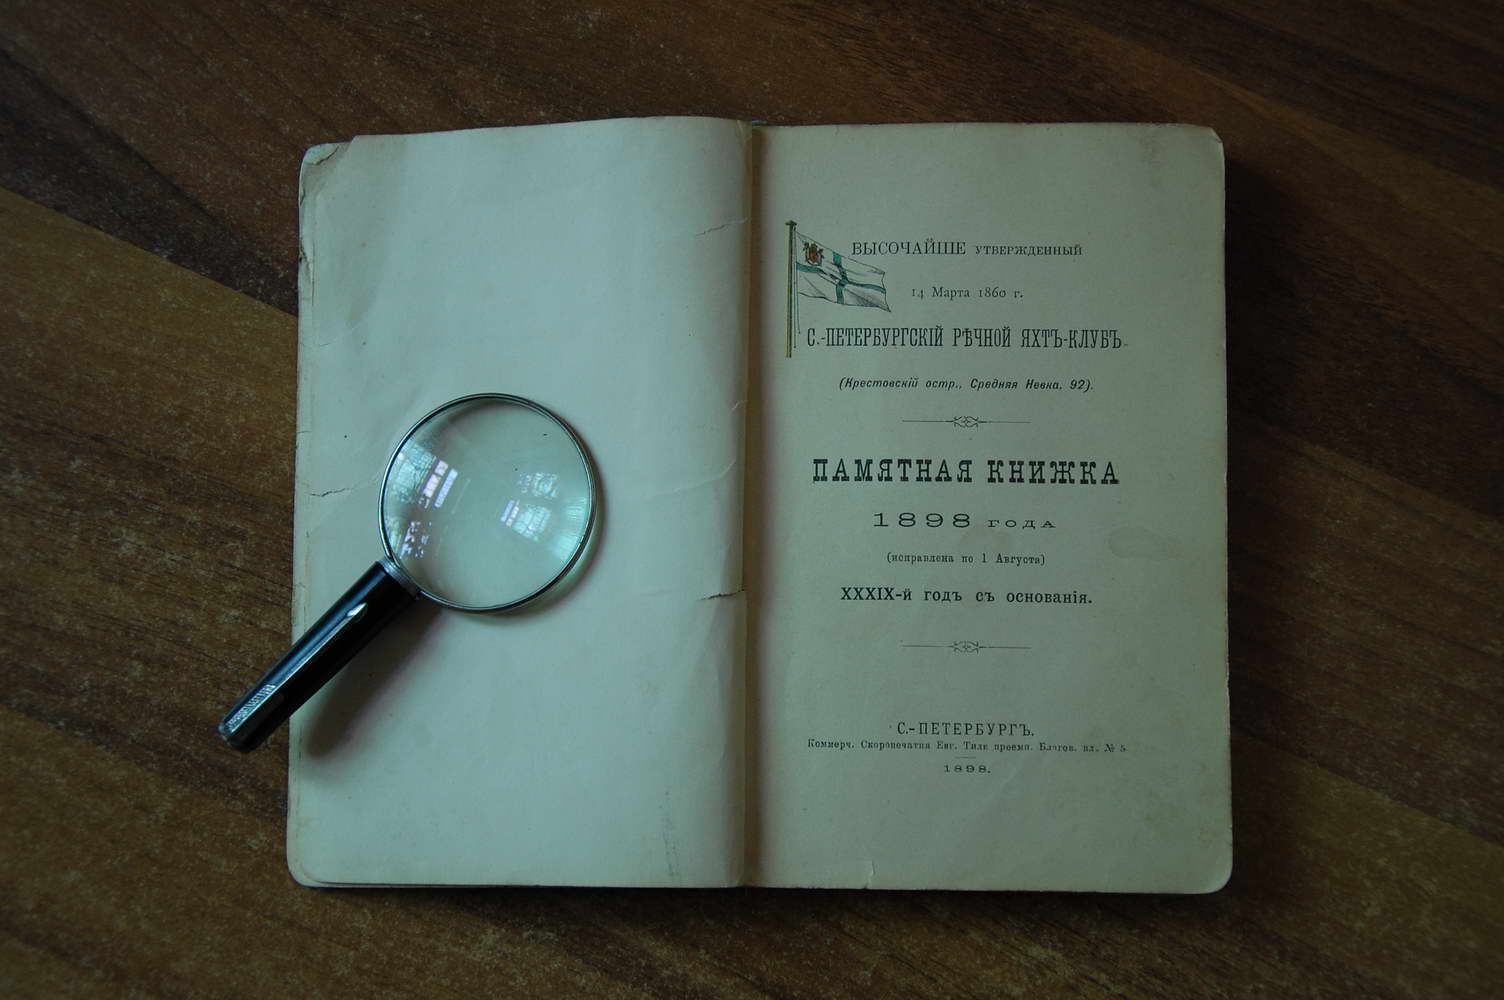 ВЫСОЧАЙШЕ УТВЕРЖДЕННЫЙ
14 Марта 1860 г.
С.-ПЕТЕРБУРГСКІЙ РѢЧНОЙ ЯХТЪ-КЛУБЪ
(Крестовскій остр., Средняя Невка, 92).
ПАМЯТНАЯ КНИЖКА
1898 ГОДА
(исправлена по 1 Августа)
XXXIX-й годъ съ основанія.
С.-ПЕТЕРБУРГЪ.
Коммерч. Скоропечатня Евг. Тиле преемн. Благов. ул. № 5
1898.